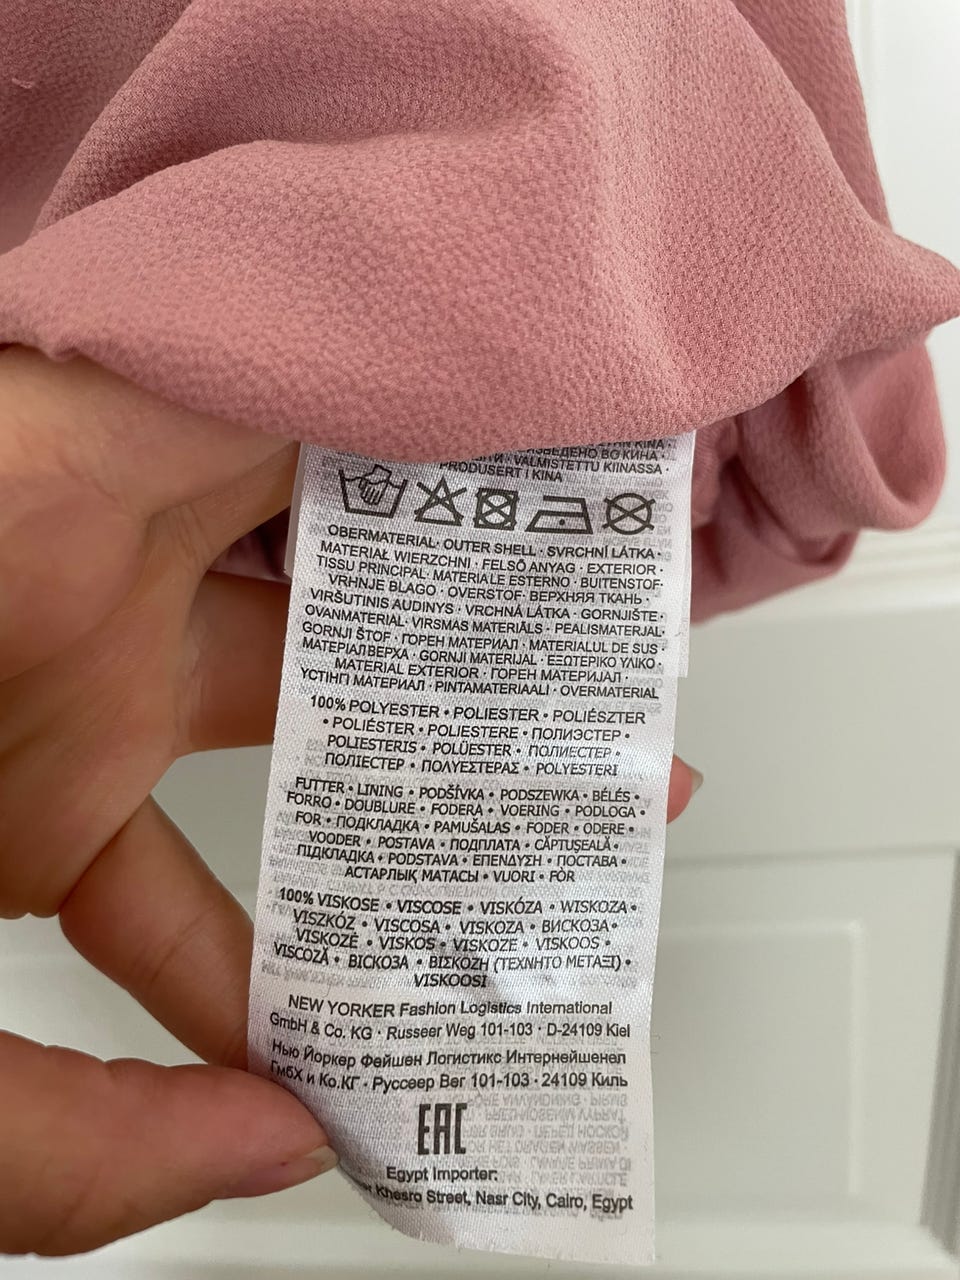 PRODUSERT I KINA
OBERMATERIAL · OUTER SHELL · SVRCHNÍ LÁTKA ·
MATERIAŁ WIERZCHNI · FELSŐ ANYAG · EXTERIOR ·
TISSU PRINCIPAL · MATERIALE ESTERNO · BUITENSTOF ·
VRHNJE BLAGO · OVERSTOF · ВЕРХНЯЯ ТКАНЬ ·
VIRŠUTINIS AUDINYS · VRCHNÁ LÁTKA · GORNJIŠTE ·
OVANMATERIAL · VIRSMAS MATERIĀLS · PEALISMATERJAL ·
GORNJI ŠTOF · ГОРЕН МАТЕРИАЛ · MATERIALUL DE SUS ·
МАТЕРІАЛ ВЕРХА · GORNJI MATERIJAL · ΕΞΩΤΕΡΙΚΟ ΥΛΙΚΟ ·
MATERIAL EXTERIOR · ГОРЕН МАТЕРИЈАЛ ·
ҮСТІҢГІ МАТЕРИАЛ · PINTAMATERIAALI · OVERMATERIAL
100% POLYESTER • POLIESTER • POLIÉSZTER
• POLIÉSTER • POLIESTERE • ПОЛИЭСТЕР •
POLIESTERIS • POLÜESTER • ПОЛИЕСТЕР •
ПОЛІЕСТЕР • ΠΟΛΥΕΣΤΕΡΑΣ • POLYESTERI
FUTTER • LINING • PODŠÍVKA • PODSZEWKA • BÉLÉS •
FORRO • DOUBLURE • FODERA • VOERING • PODLOGA •
FOR • ПОДКЛАДКА • PAMUŠALAS • FODER • ODERE •
VOODER • POSTAVA • ПОДПЛАТА • CĂPTUŞEALĂ •
ПІДКЛАДКА • PODSTAVA • ΕΠΕΝΔΥΣΗ • ПОСТАВА •
АСТАРЛЫҚ МАТАСЫ • VUORI • FÓR
100% VISKOSE • VISCOSE • VISKÓZA • WISKOZA •
VISZKÓZ • VISCOSA • VISKOZA • ВИСКОЗА •
VISKOZĖ • VISKOS • VISKOZE • VISKOOS •
VISCOZĂ • ВІСКОЗА • ΒΙΣΚΟΖΗ (ΤΕΧΝΗΤΟ ΜΕΤΑΞΙ) •
VISKOOSI
NEW YORKER Fashion Logistics International
GmbH & Co. KG · Russeer Weg 101-103 · D-24109 Kiel
Нью Йоркер Фейшен Логистикс Интернейшенел
ГмбХ и Ко.КГ · Руссеер Вег 101-103 · 24109 Киль
EAC
Egypt Importer:
Khesro Street, Nasr City, Cairo, Egypt